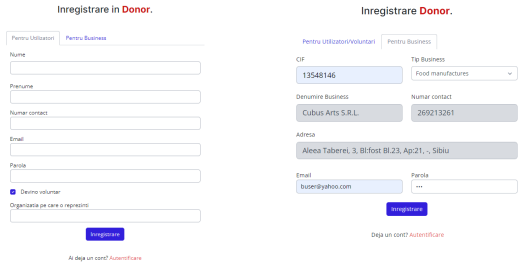 Inregistrare in Donor.
Pentru Utilizatori
Pentru Business
Nume
Prenume
Numar contact
Email
Parola
Devino voluntar
Organizatia pe care o reprezinti
Inregistrare
Ai deja un cont? Autentificare
Inregistrare Donor.
Pentru Utilizatori/Voluntari
Pentru Business
CIF
Tip Business
13548146
Food manufactures
Denumire Business
Numar contact
Cubus Arts S.R.L.
269213261
Adresa
Aleea Taberei, 3, Bl:fost Bl.23, Ap:21, -, Sibiu
Email
Parola
buser@yahoo.com
Inregistrare
Deja un cont? Autentificare